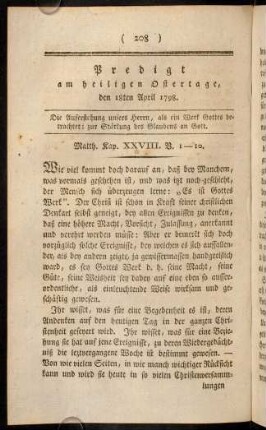 ( 208 )
Predigt
am heiligen Ostertage,
den 18ten April 1798.
Die Auferstehung unsers Herrn, als ein Werk Gottes be-
trachtet: zur Stärkung des Glaubens an Gott.
Matth. Kap. XXVIII. V. 1—10.
Wie viel kommt doch darauf an, daß bey Manchem,
was vormals geschehen ist, und was itzt noch geschieht,
der Mensch sich überzeugen lerne: „Es ist Gottes
Werk“. Der Christ ist schon in Kraft seiner christlichen
Denkart selbst geneigt, bey allen Ereignissen zu denken,
daß eine höhere Macht, Vorsicht, Zulassung, anerkannt
und verehrt werden müsse: Aber er bemerkt sich doch
vorzüglich solche Ereignisse, bey welchen es sich auffallen-
der, als bey andern zu Tage legt, was handgreiflich
ward, es sey Gottes Werk d. h. seine Macht, seine
Güte, seine Weisheit sey dabey auf eine eben so ausser-
ordentliche, als einleuchtende Weise wirksam und ge-
schäftig gewesen.
Ihr wisset, was für eine Begebenheit es ist, deren
Andenken auf den heutigen Tag in der ganzen Chri-
stenheit gefeyert wird. Ihr wisset, was für eine Bezie-
hung sie hat auf jene Ereignisse, zu deren Wiedergedächt-
niß die letzvergangene Woche ist bestimmt gewesen. —
Von wie vielen Seiten, in wie manch wichtiger Rücksicht
kann und wird sie heute in so vielen Christenversamm-
lungen